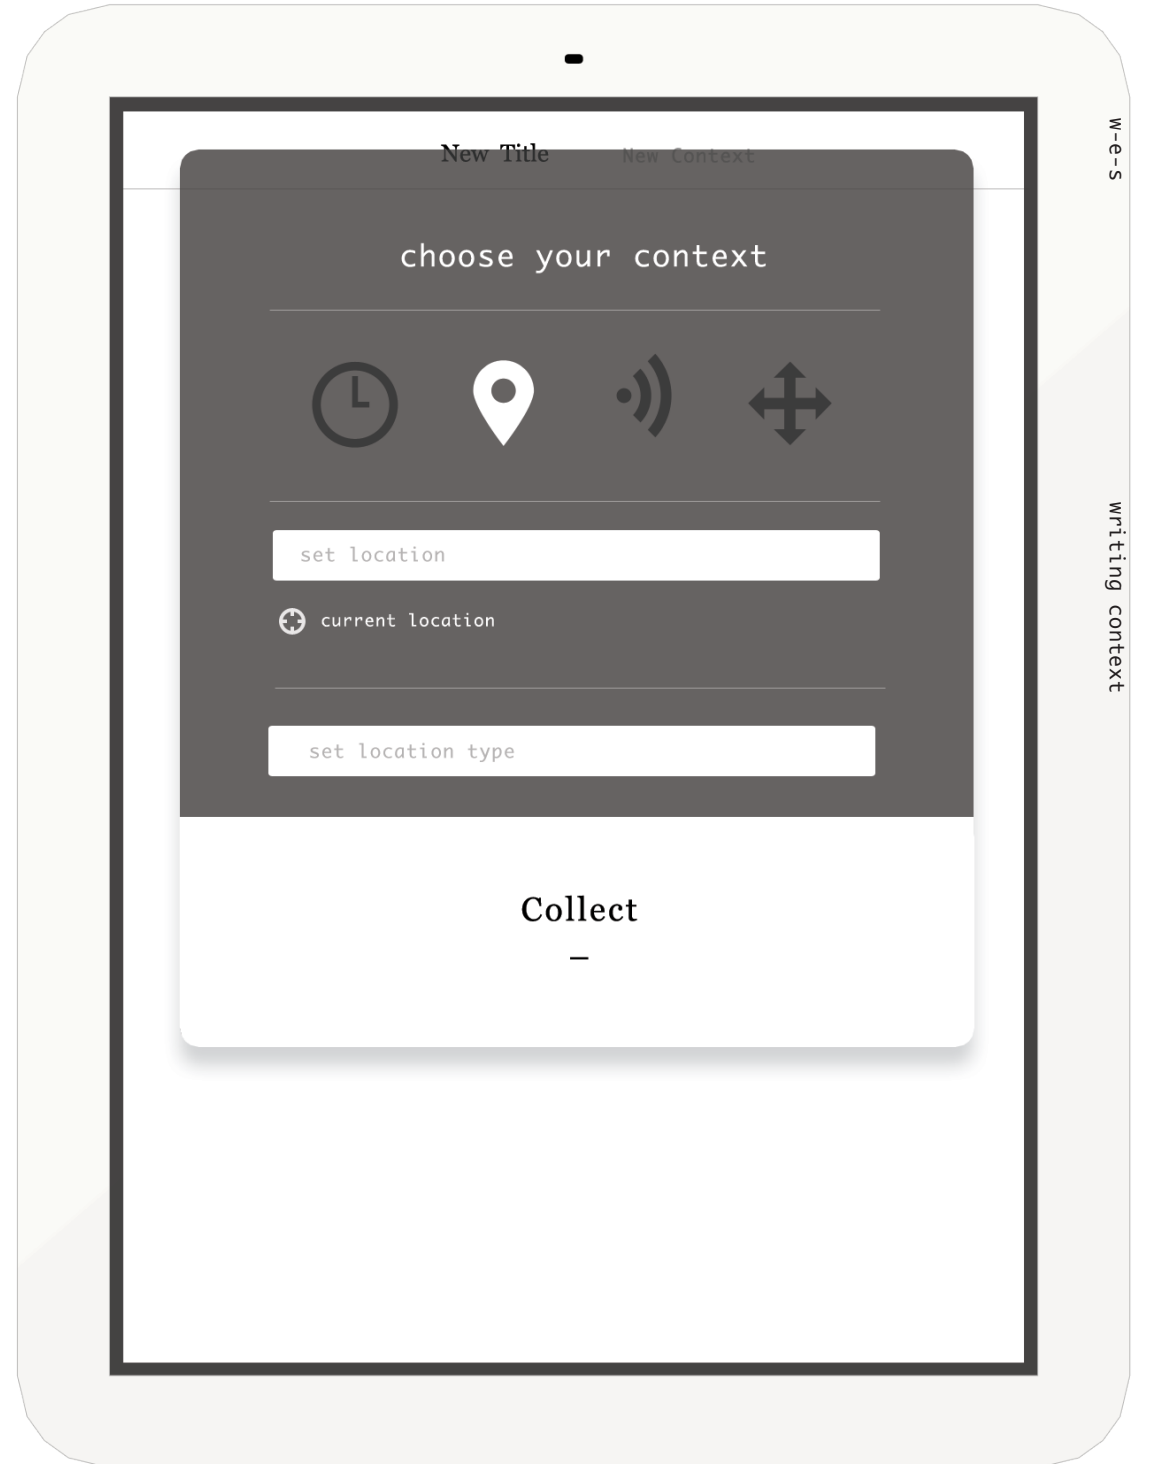 New Title
New Context
choose your context
set location
current location
set location type
Collect
w-e-s
writing context